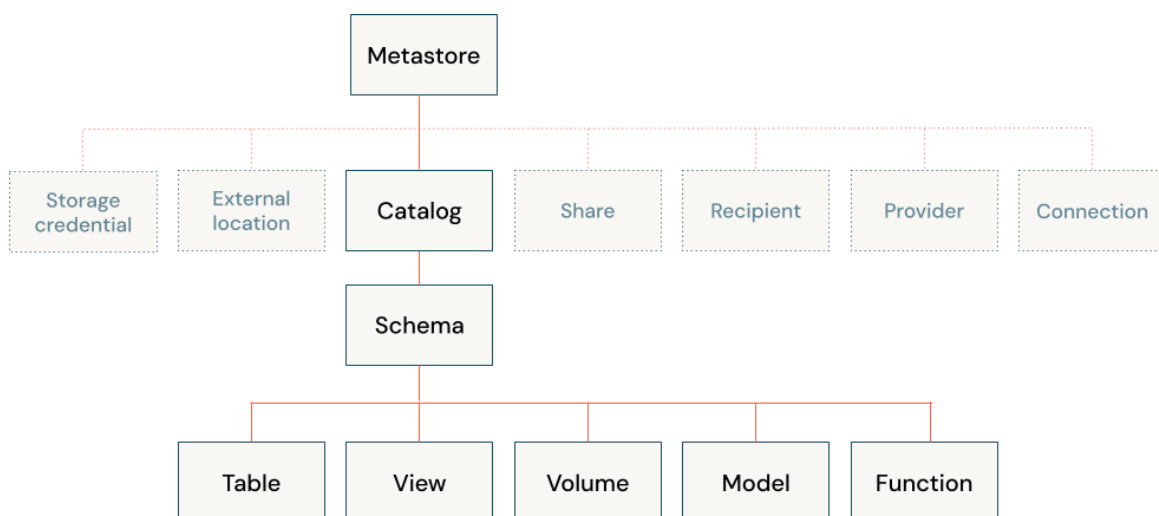 Metastore
Storage
credential
External
location
Catalog
Share
Recipient
Provider
Connection
Schema
Table
View
Volume
Model
Function